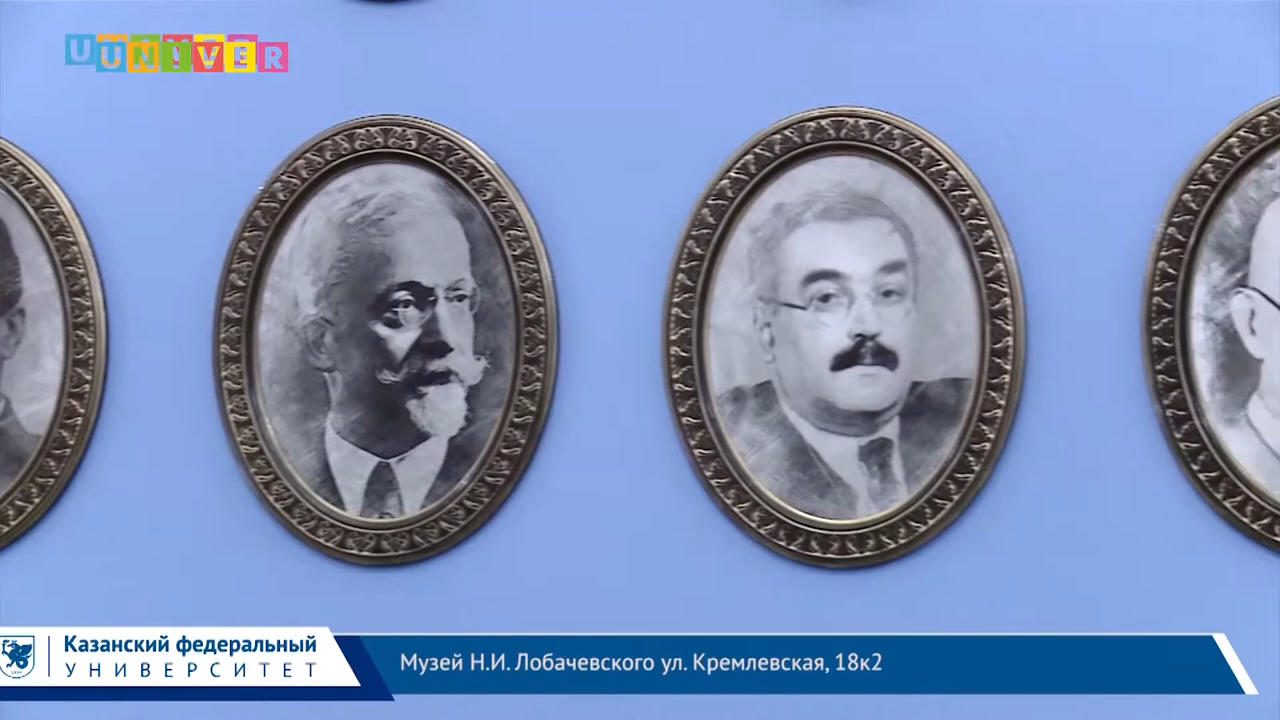 UNIVER
Казанский федеральный
УНИВЕРСИТЕТ
Музей Н.И. Лобачевского ул. Кремлевская, 18к2